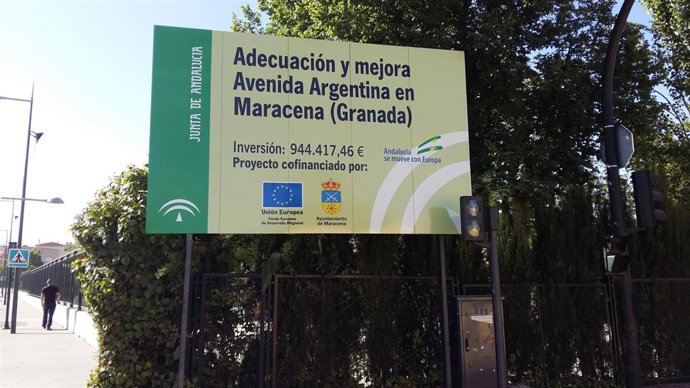 JUNTA DE ANDALUCIA
Adecuación y mejora
Avenida Argentina en
Maracena (Granada)
Inversión: 944.417,46 €
Proyecto cofinanciado por:
Andalucía
se mueve con Europa
Unión Europea
Fondo Europeo
de Desarrollo Regional
Ayuntamiento
de Maracena